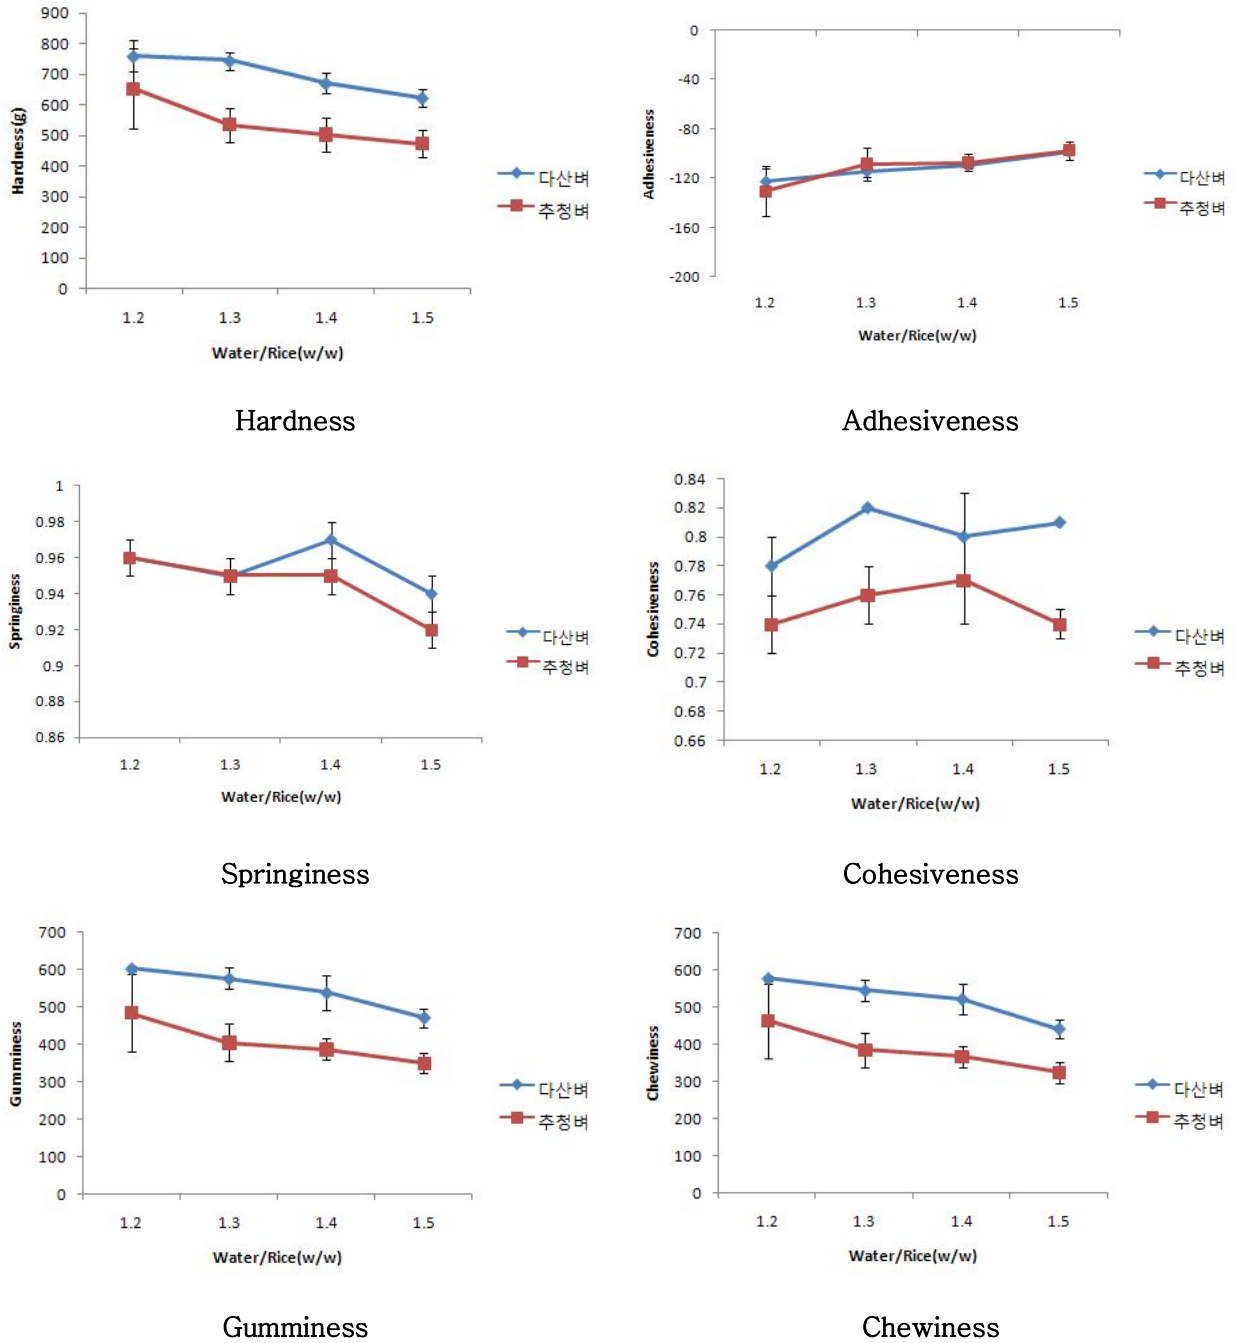 900
800
700
600
500
400
300
200
100
0
Hardness(g)
1.2 1.3 1.4 1.5
Water/Rice(w/w)
다산벼
추청벼
Hardness
0
-40
-80
-120
-160
-200
Adhesiveness
1.2 1.3 1.4 1.5
Water/Rice(w/w)
다산벼
추청벼
Adhesiveness
1
0.98
0.96
0.94
0.92
0.9
0.88
0.86
Springiness
1.2 1.3 1.4 1.5
Water/Rice(w/w)
다산벼
추청벼
Springiness
0.84
0.82
0.8
0.78
0.76
0.74
0.72
0.7
0.68
0.66
Cohesiveness
1.2 1.3 1.4 1.5
Water/Rice(w/w)
다산벼
추청벼
Cohesiveness
700
600
500
400
300
200
100
0
Gumminess
1.2 1.3 1.4 1.5
Water/Rice(w/w)
다산벼
추청벼
Gumminess
700
600
500
400
300
200
100
0
Chewiness
1.2 1.3 1.4 1.5
Water/Rice(w/w)
다산벼
추청벼
Chewiness